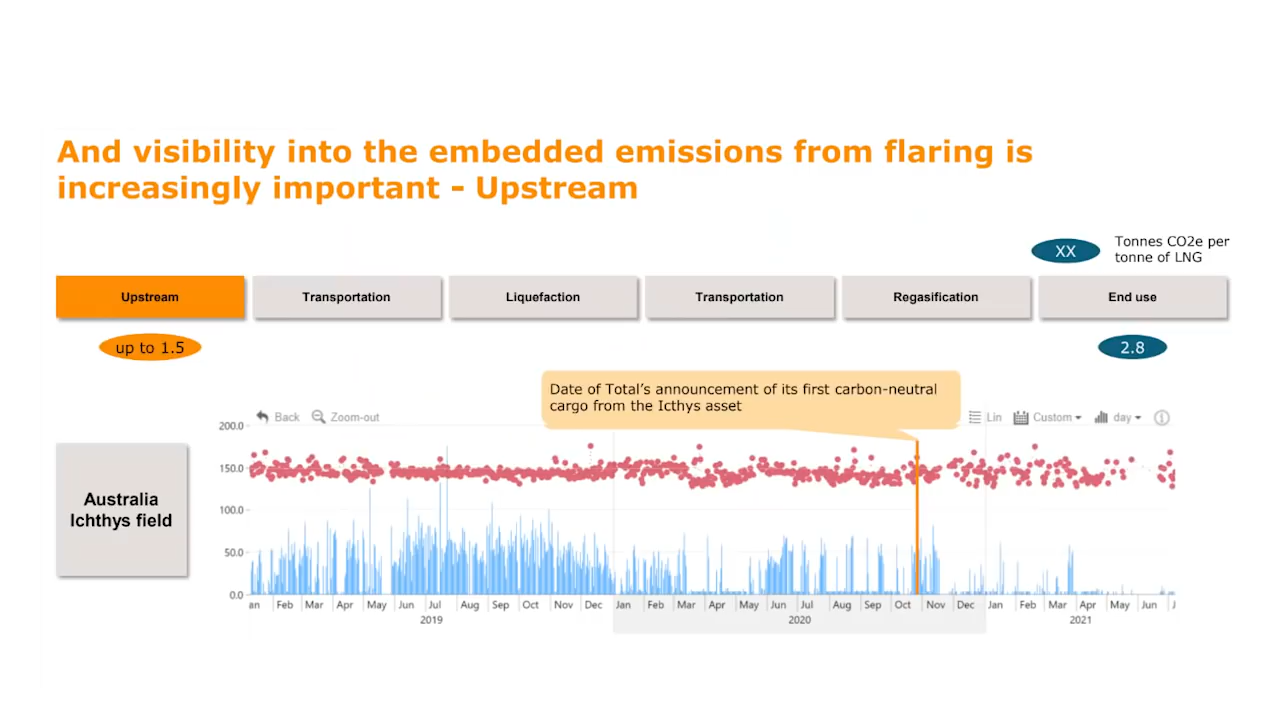 And visibility into the embedded emissions from flaring is
increasingly important - Upstream
XX
Tonnes CO2e per
tonne of LNG
Upstream
Transportation
Liquefaction
Transportation
Regasification
End use
up to 1.5
2.8
Date of Total’s announcement of its first carbon-neutral
cargo from the Icthys asset
Back
Zoom-out
Lin
Custom
day
Australia
Ichthys field
200.0
150.0
100.0
50.0
0.0
an Feb Mar Apr May Jun Jul Aug Sep Oct Nov Dec Jan Feb Mar Apr May Jun Jul Aug Sep Oct Nov Dec Jan Feb Mar Apr May Jun J
2019 2020 2021